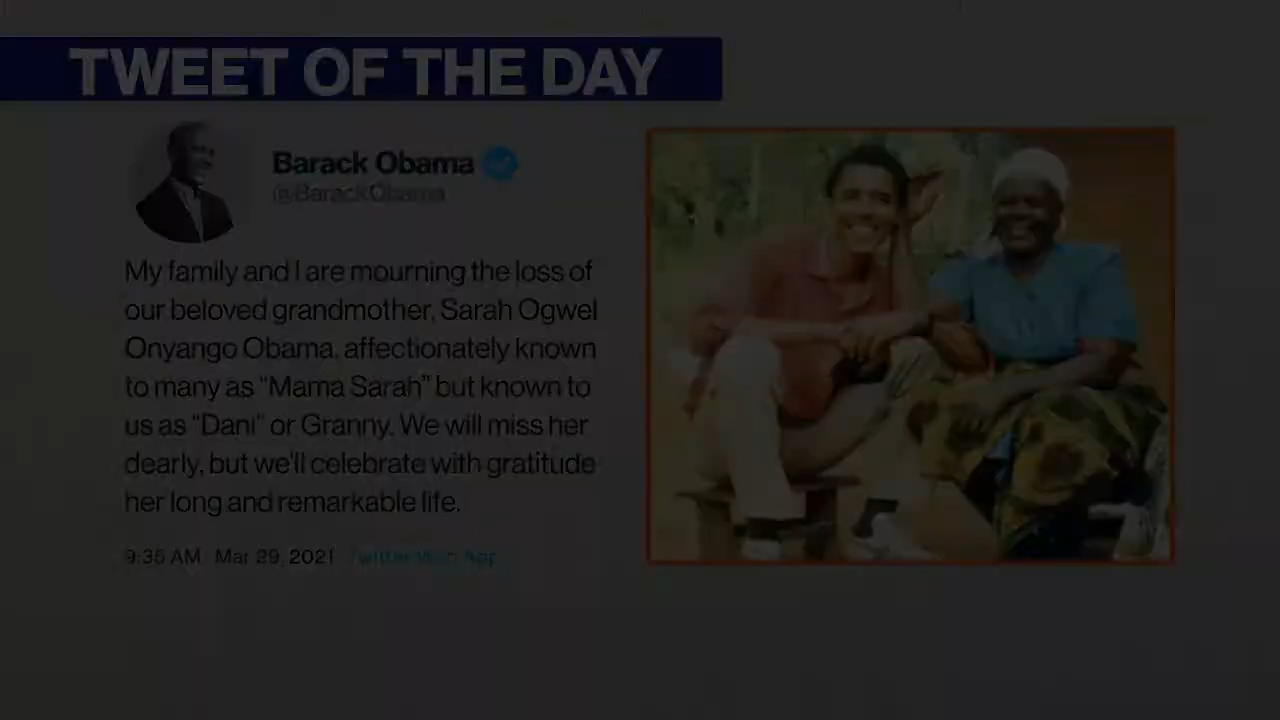 TWEET OF THE DAY
Barack Obama
@BarackObama
My family and I are mourning the loss of
our beloved grandmother, Sarah Ogwel
Onyango Obama, affectionately known
to many as “Mama Sarah” but known to
us as “Dani” or Granny. We will miss her
dearly, but we'll celebrate with gratitude
her long and remarkable life.
9:35 AM Mar 29, 2021 Twitter Web App